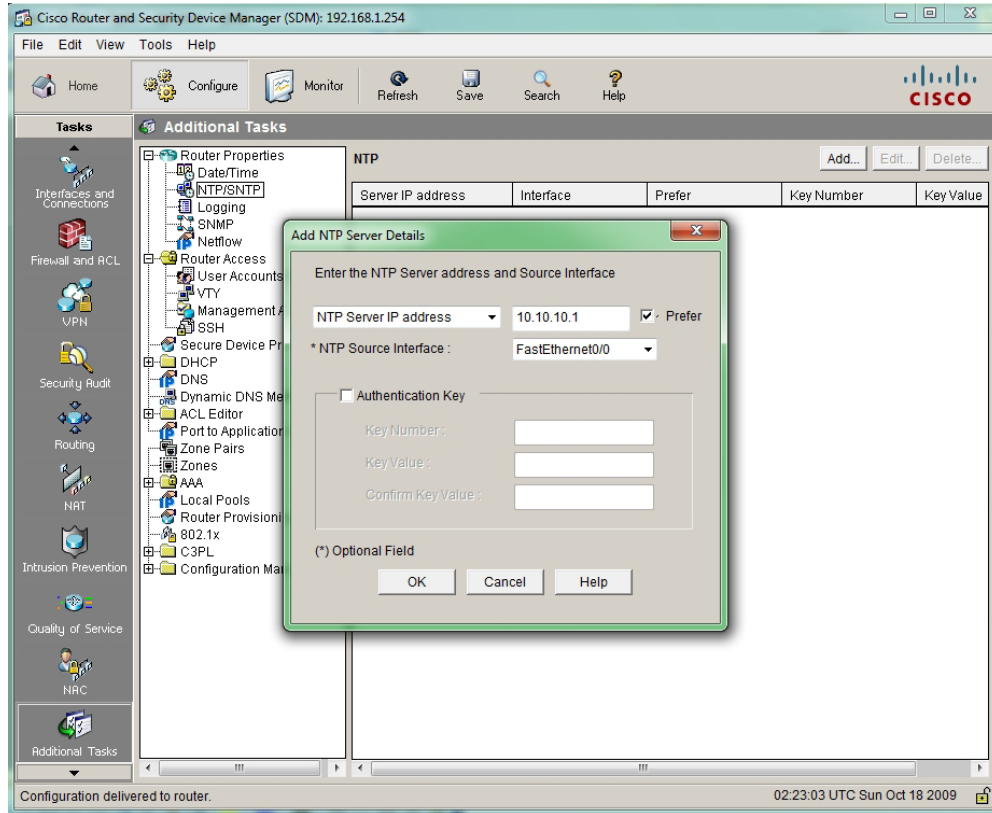 Cisco Router and Security Device Manager (SDM): 192.168.1.254
File Edit View Tools Help
Home Configure Monitor Refresh Save Search Help
CISCO
Tasks
Interfaces and Connections
Firewall and ACL
VPN
Security Audit
Routing
NAT
Intrusion Prevention
Quality of Service
NAC
Additional Tasks
Additional Tasks
Router Properties
Date/Time
NTP/SNTP
Logging
SNMP
Netflow
Router Access
User Accounts
VTY
Management A
SSH
Secure Device Pr
DHCP
DNS
Dynamic DNS Me
ACL Editor
Port to Application
Zone Pairs
Zones
AAA
Local Pools
Router Provisioni
802.1x
C3PL
Configuration Ma
NTP
Add... Edit... Delete...
Server IP address Interface Prefer Key Number Key Value
Add NTP Server Details
Enter the NTP Server address and Source Interface
NTP Server IP address 10.10.10.1 Prefer
* NTP Source Interface : FastEthernet0/0
Authentication Key
Key Number :
Key Value :
Confirm Key Value :
(*) Optional Field
OK Cancel Help
Configuration delivered to router.
02:23:03 UTC Sun Oct 18 2009